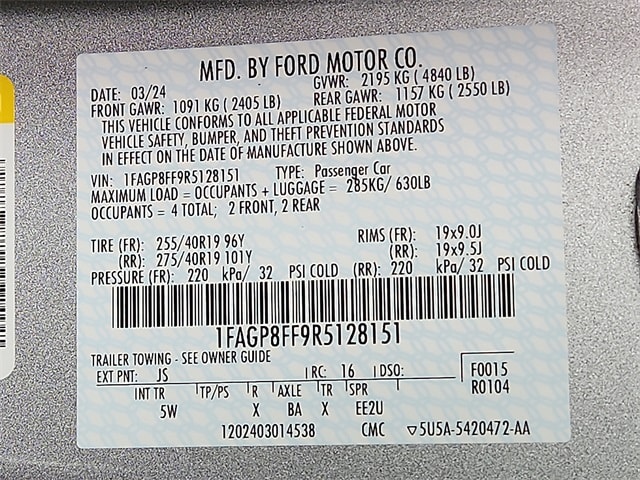 MFD. BY FORD MOTOR CO.
DATE: 03/24 GVWR: 2195 KG ( 4840 LB)
FRONT GAWR: 1091 KG ( 2405 LB) REAR GAWR: 1157 KG ( 2550 LB)
THIS VEHICLE CONFORMS TO ALL APPLICABLE FEDERAL MOTOR
VEHICLE SAFETY, BUMPER, AND THEFT PREVENTION STANDARDS
IN EFFECT ON THE DATE OF MANUFACTURE SHOWN ABOVE.
VIN: 1FAGP8FF9R5128151 TYPE: Passenger Car
MAXIMUM LOAD = OCCUPANTS + LUGGAGE = 285KG/ 630LB
OCCUPANTS = 4 TOTAL; 2 FRONT, 2 REAR
TIRE (FR): 255/40R19 96Y RIMS (FR): 19x9.0J
(RR): 275/40R19 101Y (RR): 19x9.5J
PRESSURE (FR): 220 kPa/ 32 PSI COLD (RR): 220 kPa/ 32 PSI COLD
1FAGP8FF9R5128151
TRAILER TOWING - SEE OWNER GUIDE
EXT PNT: JS RC: 16 DSO: F0015
INT TR TP/PS R AXLE TR SPR R0104
5W X BA X EE2U
1202403014538 CMC ▽5U5A-5420472-AA